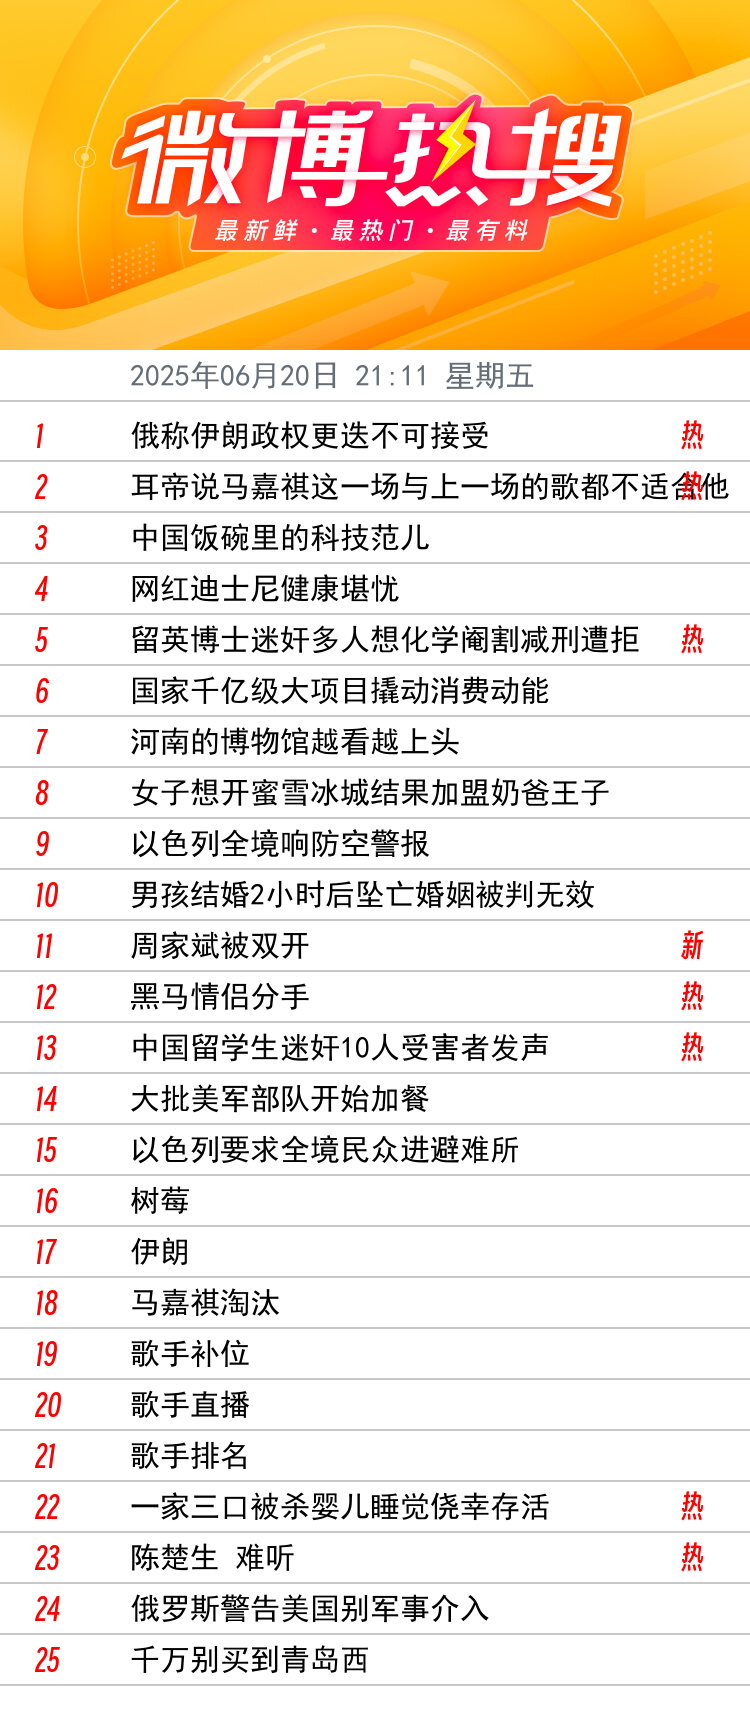 微博热搜
最新鲜·最热门·最有料
2025年06月20日 21:11 星期五
1 俄称伊朗政权更迭不可接受 热
2 耳帝说马嘉祺这一场与上一场的歌都不适合他 热
3 中国饭碗里的科技范儿
4 网红迪士尼健康堪忧
5 留英博士迷奸多人想化学阉割减刑遭拒 热
6 国家千亿级大项目撬动消费动能
7 河南的博物馆越看越上头
8 女子想开蜜雪冰城结果加盟奶爸王子
9 以色列全境响防空警报
10 男孩结婚2小时后坠亡婚姻被判无效
11 周家斌被双开 新
12 黑马情侣分手 热
13 中国留学生迷奸10人受害者发声 热
14 大批美军部队开始加餐
15 以色列要求全境民众进避难所
16 树莓
17 伊朗
18 马嘉祺淘汰
19 歌手补位
20 歌手直播
21 歌手排名
22 一家三口被杀婴儿睡觉侥幸存活 热
23 陈楚生 难听 热
24 俄罗斯警告美国别军事介入
25 千万别买到青岛西